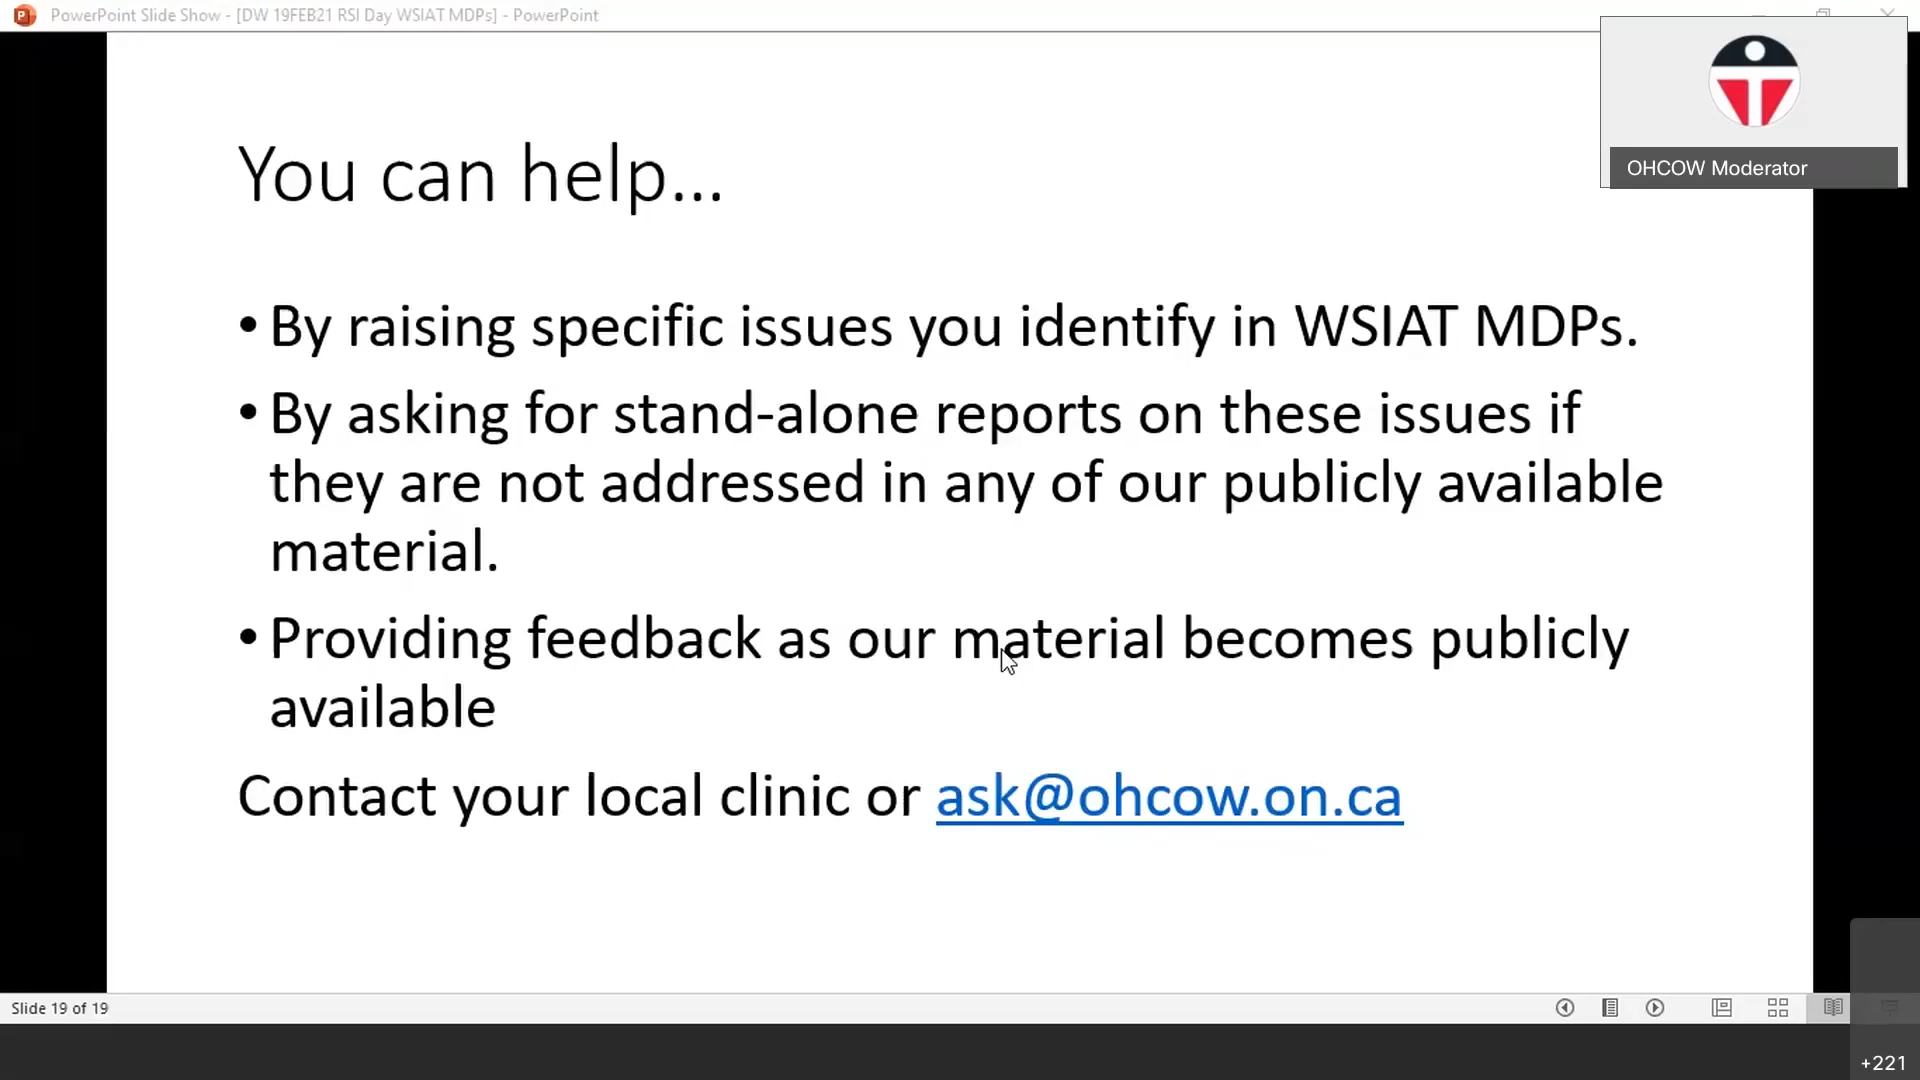 PowerPoint Slide Show - [DW 19FEB21 RSI Day WSIAT MDPs] - PowerPoint
OHCOW Moderator
You can help...
• By raising specific issues you identify in WSIAT MDPs.
• By asking for stand-alone reports on these issues if
they are not addressed in any of our publicly available
material.
• Providing feedback as our material becomes publicly
available
Contact your local clinic or ask@ohcow.on.ca
Slide 19 of 19
+221